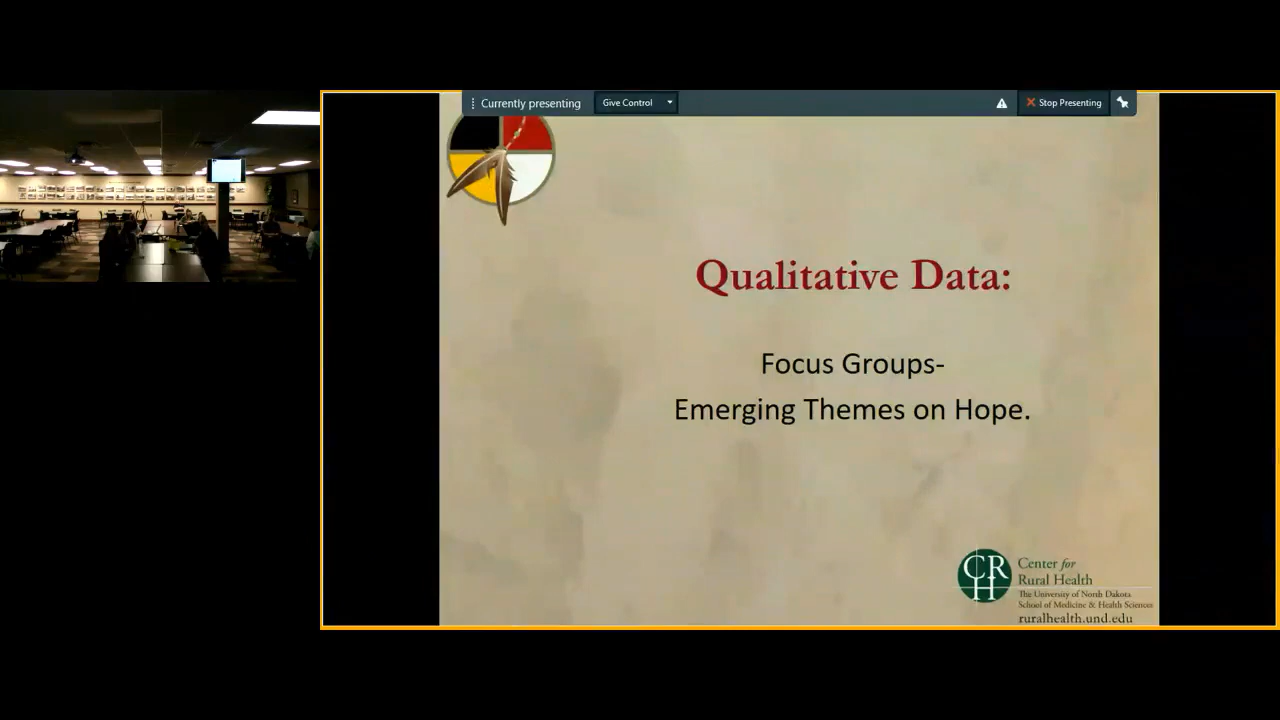 Currently presenting
Give Control
Stop Presenting
Qualitative Data:
Focus Groups-
Emerging Themes on Hope.
CRH
Center for
Rural Health
The University of North Dakota
School of Medicine & Health Sciences
ruralhealth.und.edu